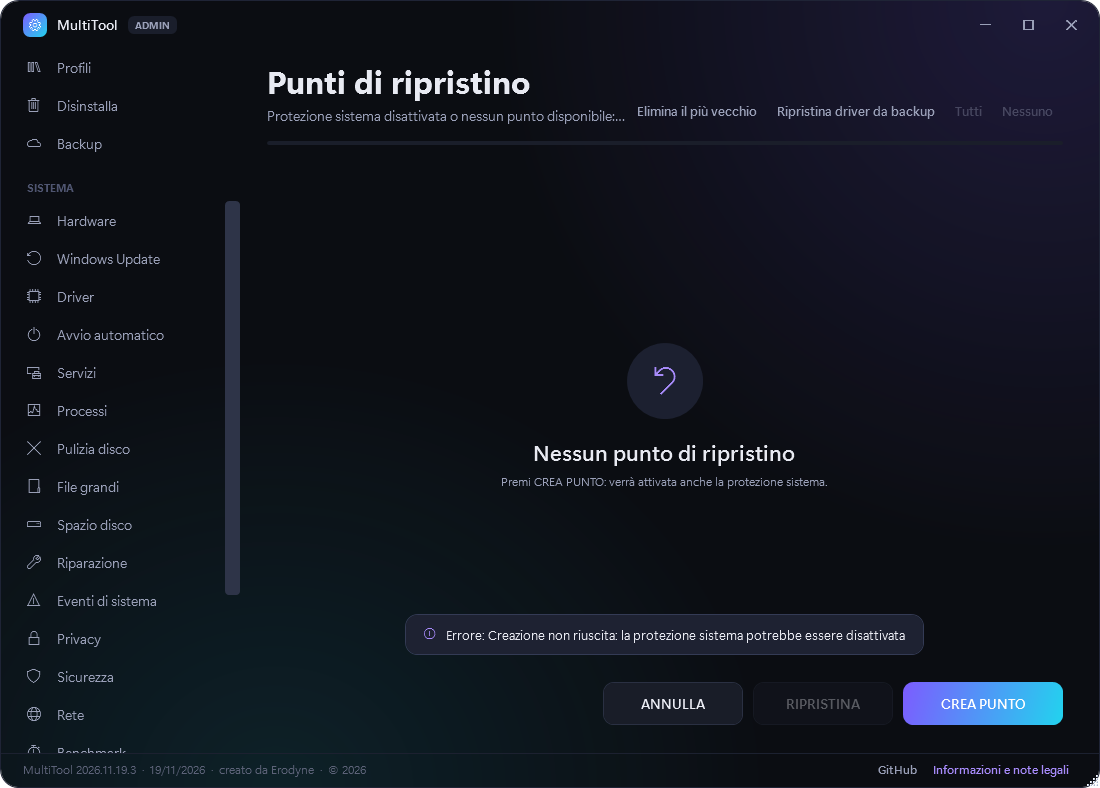 MultiTool ADMIN
Profili
Disinstalla
Backup
SISTEMA
Hardware
Windows Update
Driver
Avvio automatico
Servizi
Processi
Pulizia disco
File grandi
Spazio disco
Riparazione
Eventi di sistema
Privacy
Sicurezza
Rete
Benchmark
Punti di ripristino
Protezione sistema disattivata o nessun punto disponibile:...
Elimina il più vecchio
Ripristina driver da backup
Tutti
Nessuno
Nessun punto di ripristino
Premi CREA PUNTO: verrà attivata anche la protezione sistema.
Errore: Creazione non riuscita: la protezione sistema potrebbe essere disattivata
ANNULLA
RIPRISTINA
CREA PUNTO
MultiTool 2026.11.19.3 · 19/11/2026 · creato da Erodyne · © 2026
GitHub
Informazioni e note legali